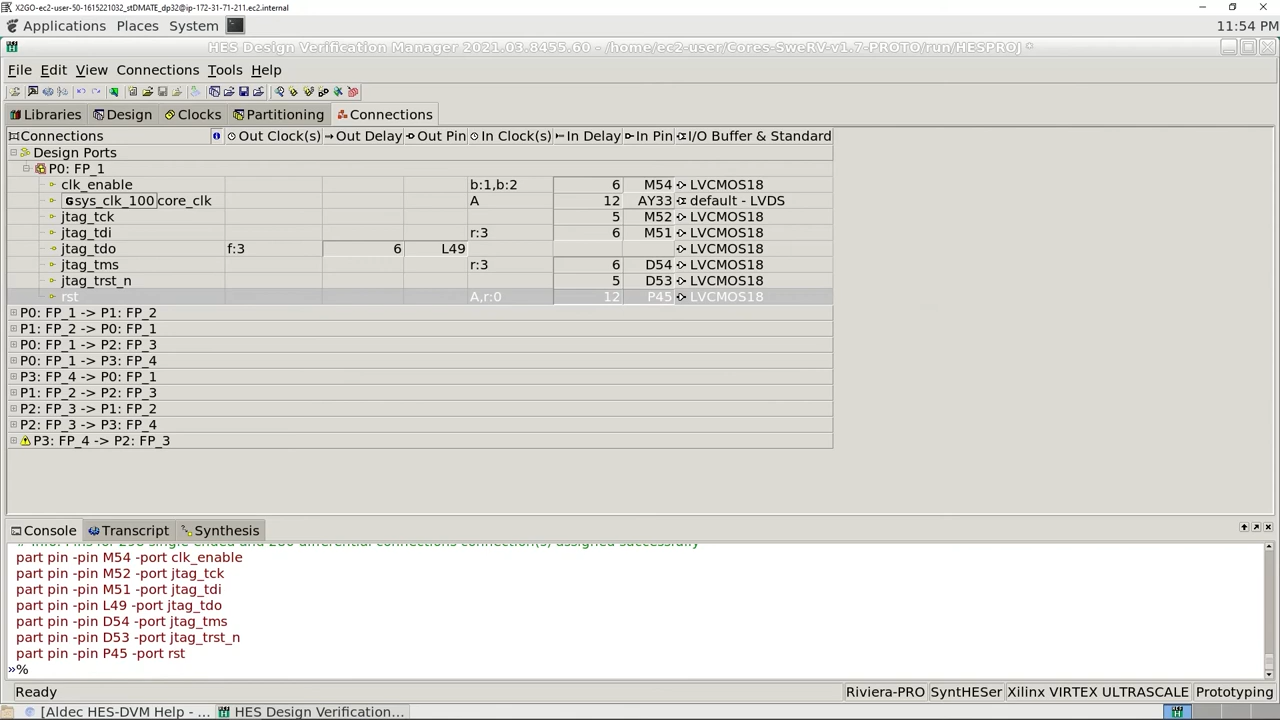 X2GO-ec2-user-50-1615221032_stDMATE_dp32@ip-172-31-71-211.ec2.internal
Applications Places System 11:54 PM
HES Design Verification Manager 2021.03.8455.60 - /home/ec2-user/Cores-SweRV-v1.7-PROTO/run/HESPROJ *
File Edit View Connections Tools Help
Libraries Design Clocks Partitioning Connections
Connections Out Clock(s) Out Delay Out Pin In Clock(s) In Delay In Pin I/O Buffer & Standard
Design Ports
P0: FP_1
clk_enable b:1,b:2 6 M54 LVCMOS18
G sys_clk_100 core_clk A 12 AY33 default - LVDS
jtag_tck 5 M52 LVCMOS18
jtag_tdi r:3 6 M51 LVCMOS18
jtag_tdo f:3 6 L49 LVCMOS18
jtag_tms r:3 6 D54 LVCMOS18
jtag_trst_n 5 D53 LVCMOS18
rst A,r:0 12 P45 LVCMOS18
P0: FP_1 -> P1: FP_2
P1: FP_2 -> P0: FP_1
P0: FP_1 -> P2: FP_3
P0: FP_1 -> P3: FP_4
P3: FP_4 -> P0: FP_1
P1: FP_2 -> P2: FP_3
P2: FP_3 -> P1: FP_2
P2: FP_3 -> P3: FP_4
P3: FP_4 -> P2: FP_3
Console Transcript Synthesis
single ended and differential connections connection(s) assigned successfully
part pin -pin M54 -port clk_enable
part pin -pin M52 -port jtag_tck
part pin -pin M51 -port jtag_tdi
part pin -pin L49 -port jtag_tdo
part pin -pin D54 -port jtag_tms
part pin -pin D53 -port jtag_trst_n
part pin -pin P45 -port rst
»%
Ready Riviera-PRO SyntHESer Xilinx VIRTEX ULTRASCALE Prototyping
[Aldec HES-DVM Help - ... HES Design Verification...